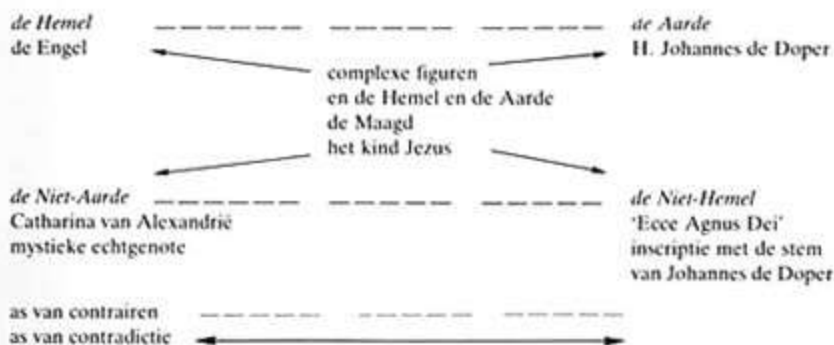 de Hemel
de Engel
de Aarde
H. Johannes de Doper
complexe figuren
en de Hemel en de Aarde
de Maagd
het kind Jezus
de Niet-Aarde
Catharina van Alexandrië
mystieke echtgenote
de Niet-Hemel
‘Ecce Agnus Dei’
inscriptie met de stem
van Johannes de Doper
as van contrairen
as van contradictie